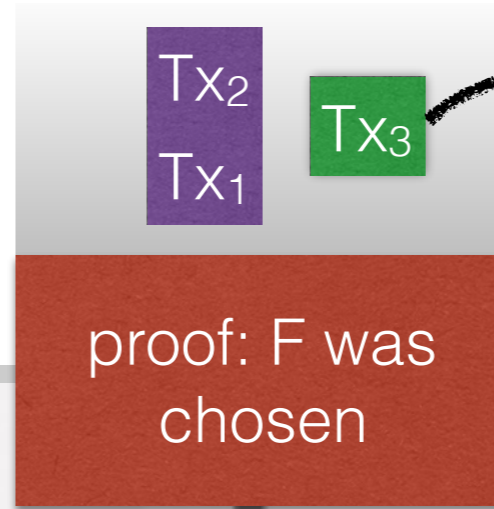 Tx₂
Tx₁
Tx₃
proof: F was
chosen